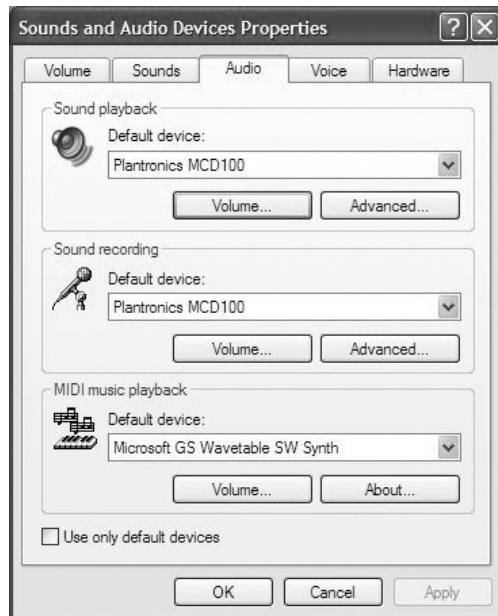 Sounds and Audio Devices Properties
Volume Sounds Audio Voice Hardware
Sound playback
Default device:
Plantronics MCD100
Volume... Advanced...
Sound recording
Default device:
Plantronics MCD100
Volume... Advanced...
MIDI music playback
Default device:
Microsoft GS Wavetable SW Synth
Volume... About...
Use only default devices
OK Cancel Apply